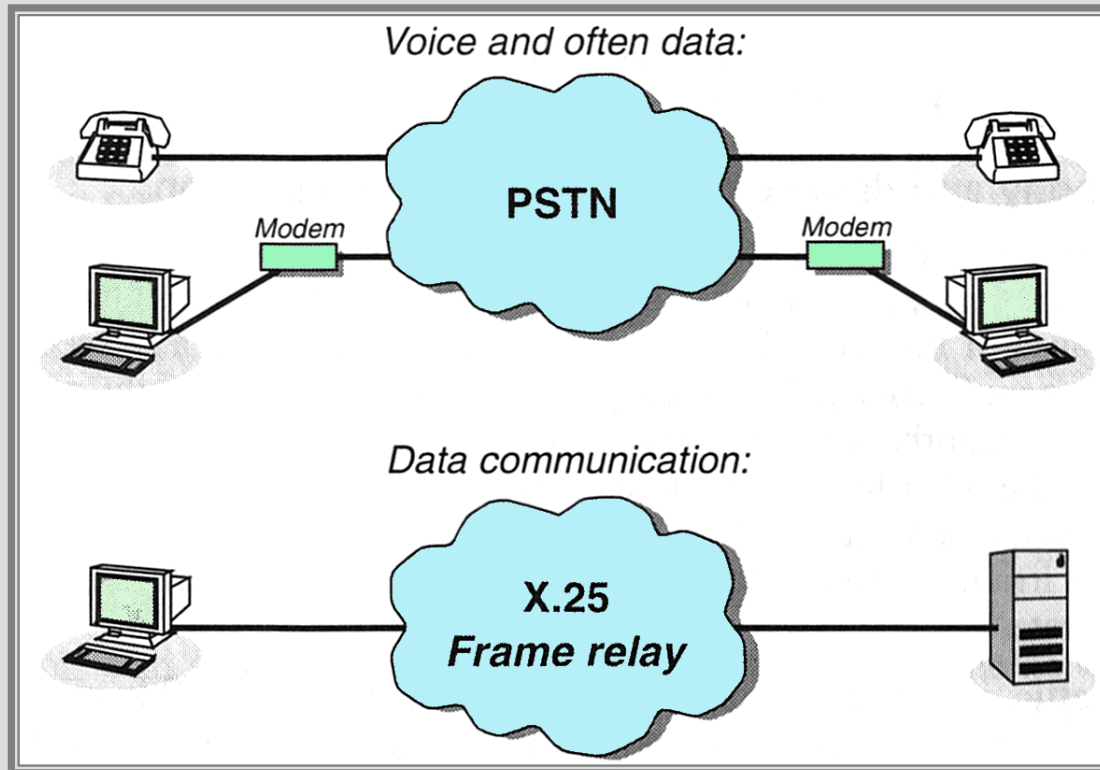 Voice and often data:
PSTN
Modem
Modem
Data communication:
X.25
Frame relay